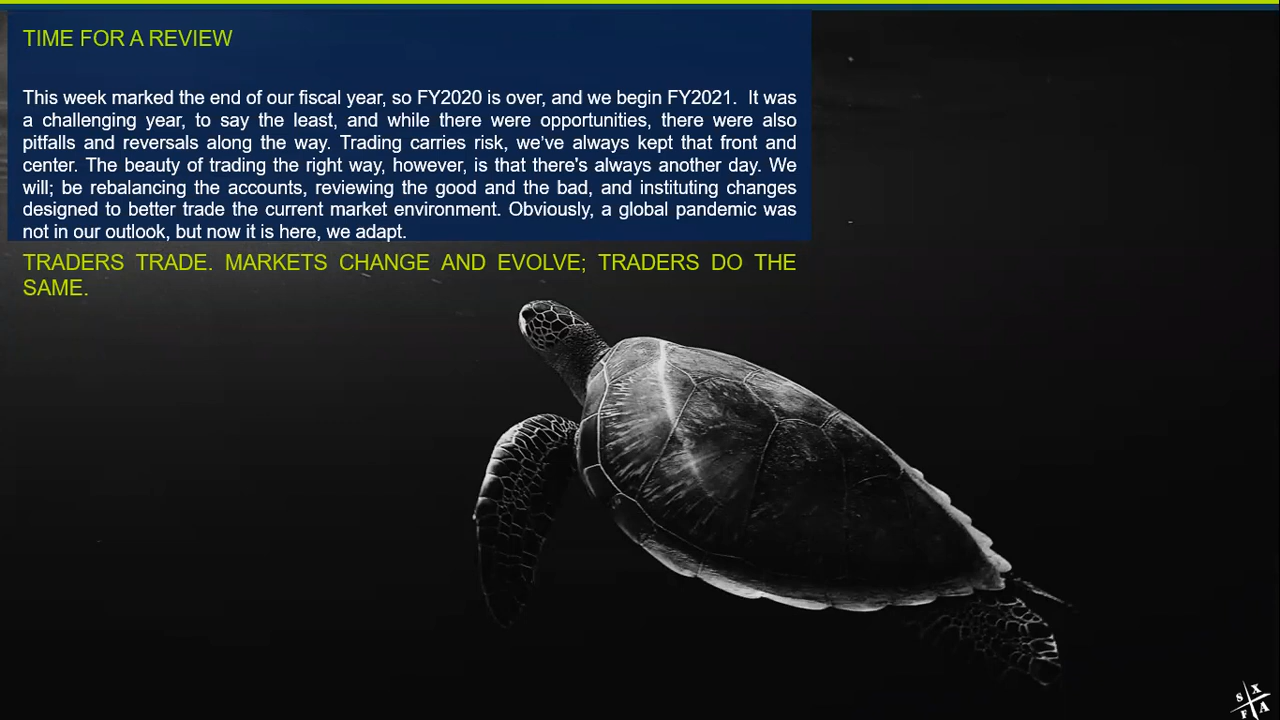 TIME FOR A REVIEW
This week marked the end of our fiscal year, so FY2020 is over, and we begin FY2021.  It was
a challenging year, to say the least, and while there were opportunities, there were also
pitfalls and reversals along the way. Trading carries risk, we've always kept that front and
center. The beauty of trading the right way, however, is that there's always another day. We
will; be rebalancing the accounts, reviewing the good and the bad, and instituting changes
designed to better trade the current market environment. Obviously, a global pandemic was
not in our outlook, but now it is here, we adapt.
TRADERS TRADE. MARKETS CHANGE AND EVOLVE; TRADERS DO THE
SAME.
S X
F A